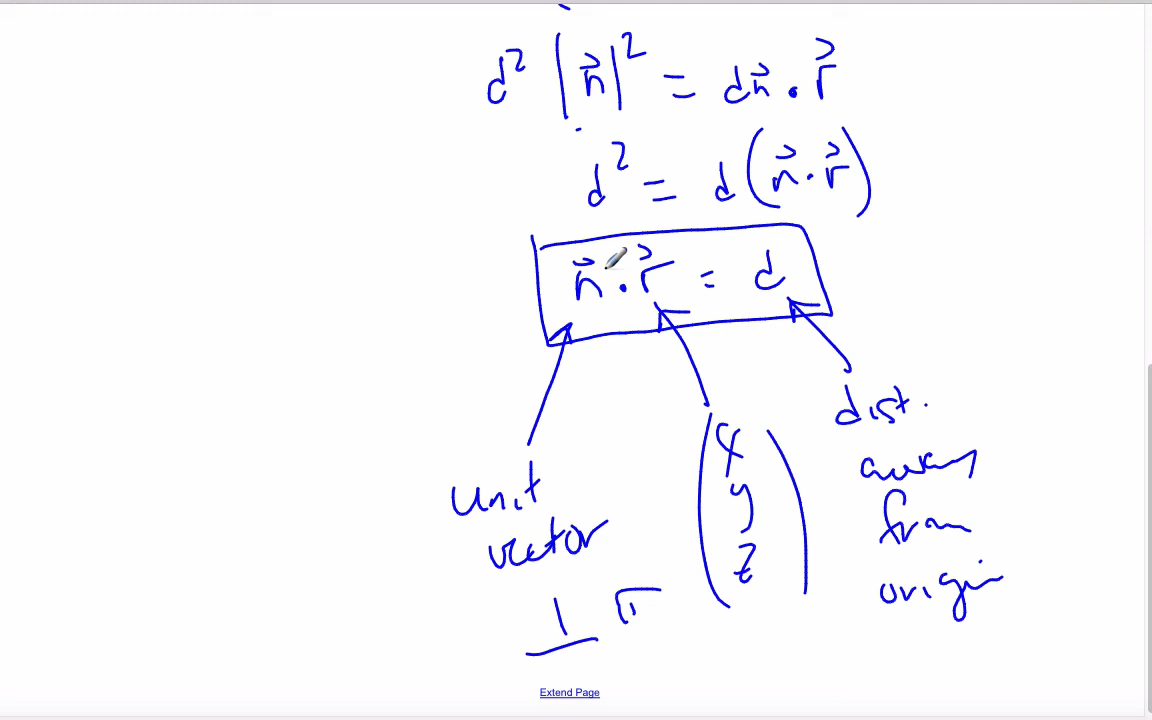 d² |n⃗|² = dn⃗ · r⃗
d² = d(n⃗ · r⃗)
n⃗ · r⃗ = d
unit
vector
x
y
z
dist.
away
from
origin
Extend Page